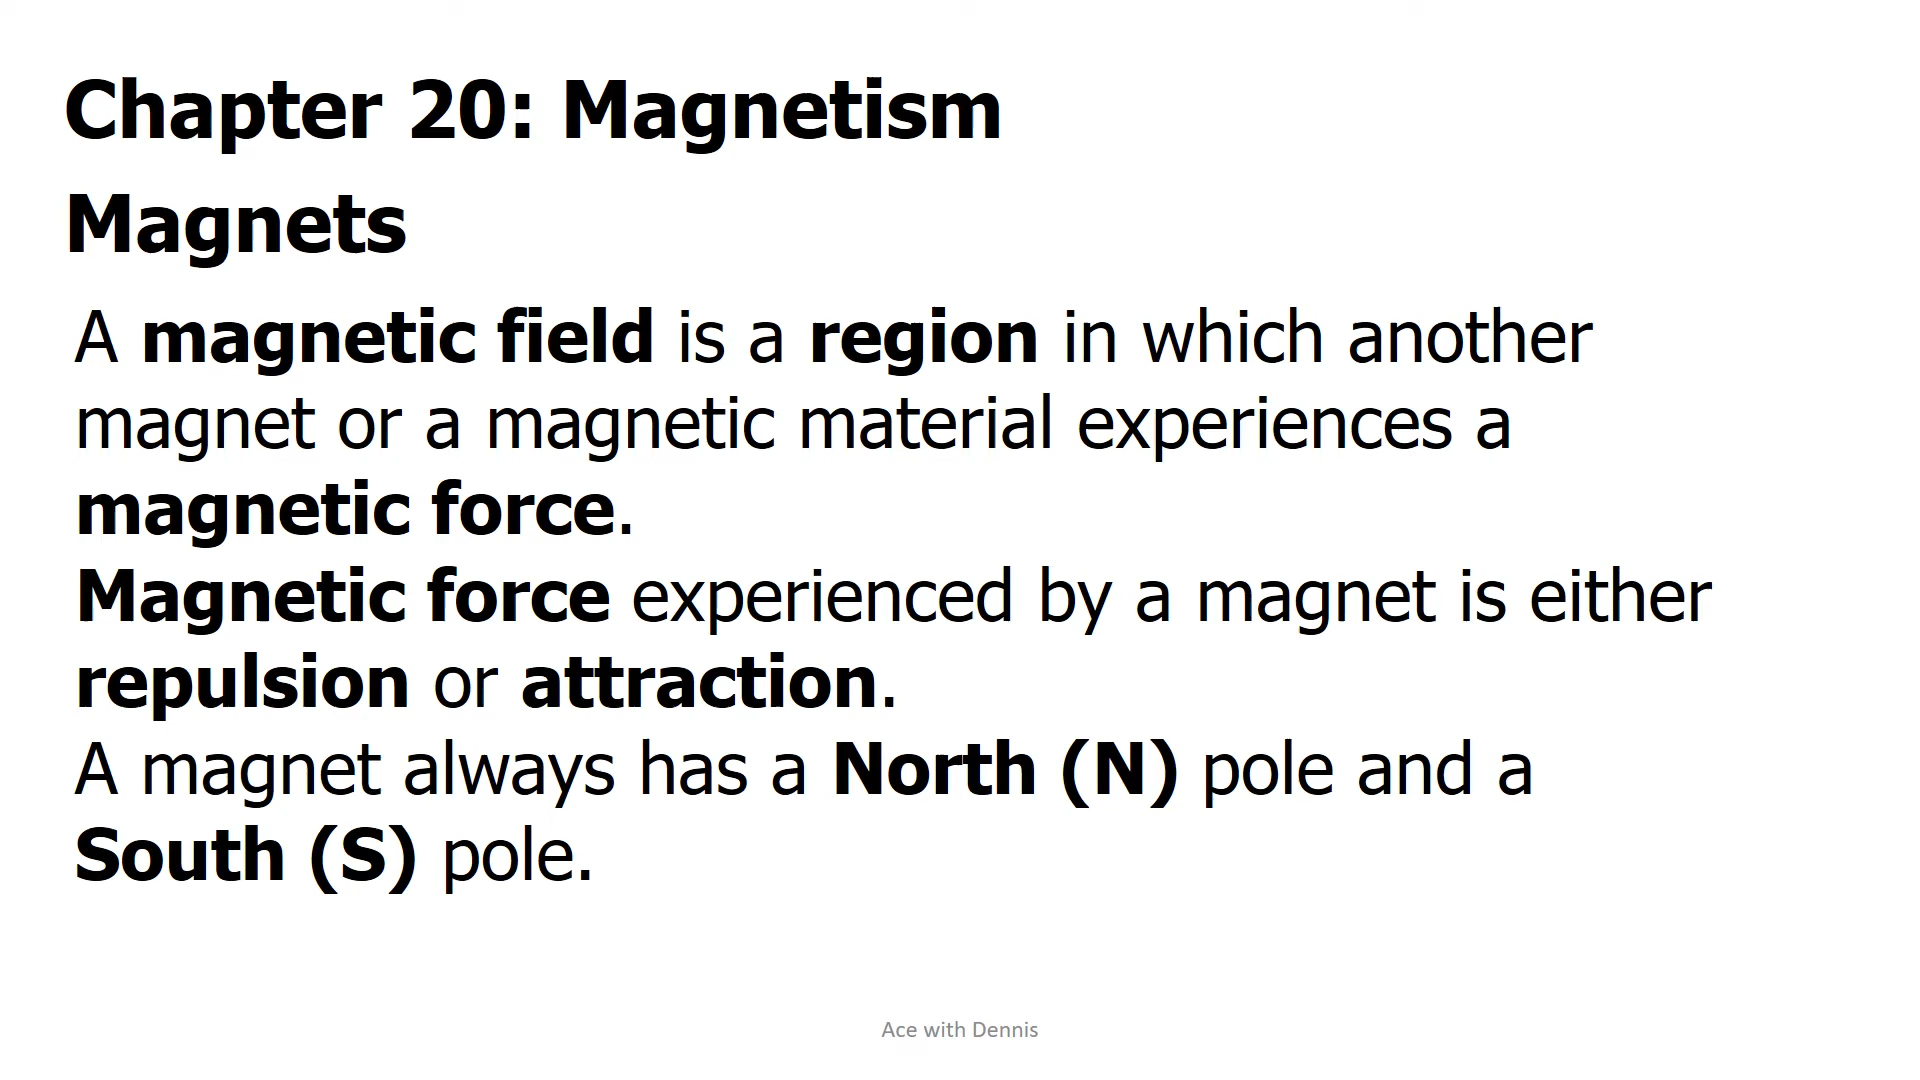 Chapter 20: Magnetism
Magnets
A magnetic field is a region in which another
magnet or a magnetic material experiences a
magnetic force.
Magnetic force experienced by a magnet is either
repulsion or attraction.
A magnet always has a North (N) pole and a
South (S) pole.
Ace with Dennis